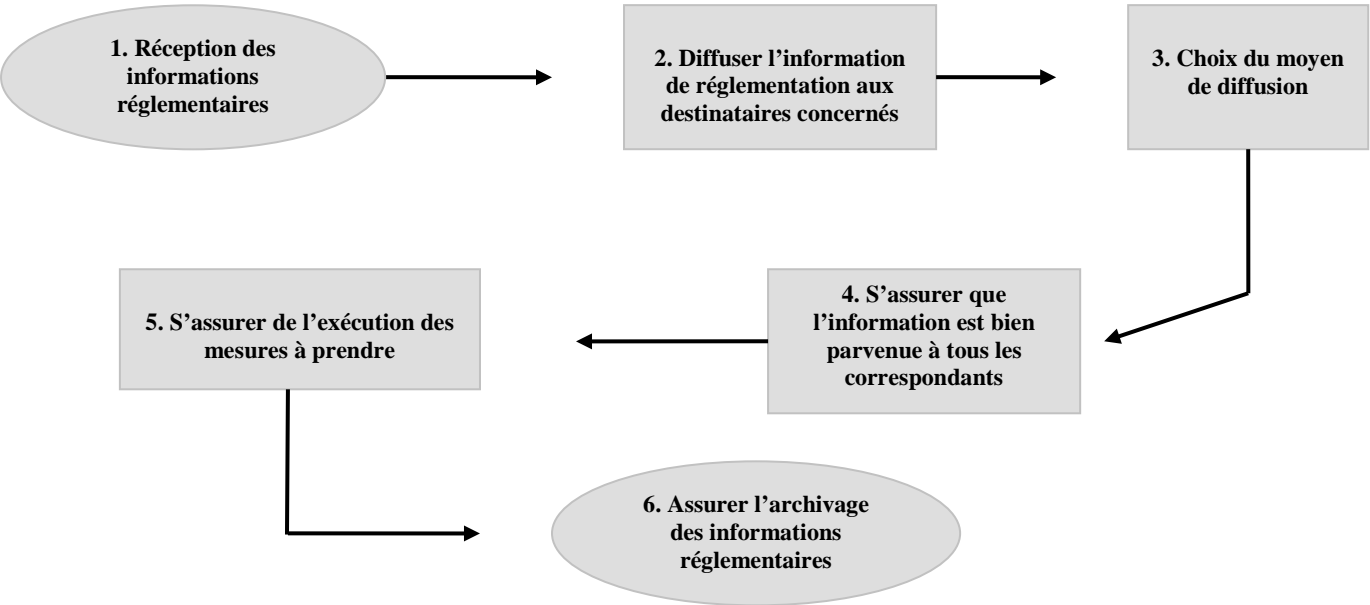 1. Réception des
informations
réglementaires
2. Diffuser l’information
de réglementation aux
destinataires concernés
3. Choix du moyen
de diffusion
4. S’assurer que
l’information est bien
parvenue à tous les
correspondants
5. S’assurer de l’exécution des
mesures à prendre
6. Assurer l’archivage
des informations
réglementaires